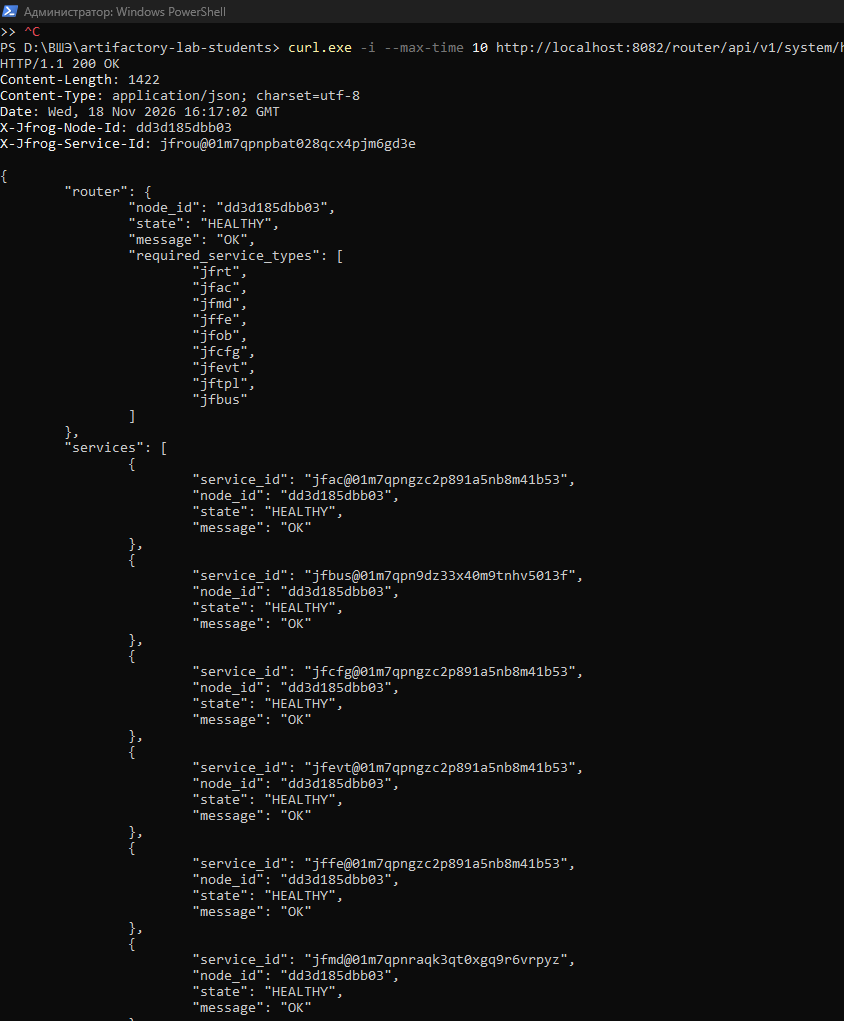 Администратор: Windows PowerShell
>> ^C
PS D:\ВШЭ\artifactory-lab-students> curl.exe -i --max-time 10 http://localhost:8082/router/api/v1/system/
HTTP/1.1 200 OK
Content-Length: 1422
Content-Type: application/json; charset=utf-8
Date: Wed, 18 Nov 2026 16:17:02 GMT
X-Jfrog-Node-Id: dd3d185dbb03
X-Jfrog-Service-Id: jfrou@01m7qpnpbat028qcx4pjm6gd3e
{
"router": {
"node_id": "dd3d185dbb03",
"state": "HEALTHY",
"message": "OK",
"required_service_types": [
"jfrt",
"jfac",
"jfmd",
"jffe",
"jfob",
"jfcfg",
"jfevt",
"jftpl",
"jfbus"
]
},
"services": [
{
"service_id": "jfac@01m7qpngzc2p891a5nb8m41b53",
"node_id": "dd3d185dbb03",
"state": "HEALTHY",
"message": "OK"
},
{
"service_id": "jfbus@01m7qpn9dz33x40m9tnhv5013f",
"node_id": "dd3d185dbb03",
"state": "HEALTHY",
"message": "OK"
},
{
"service_id": "jfcfg@01m7qpngzc2p891a5nb8m41b53",
"node_id": "dd3d185dbb03",
"state": "HEALTHY",
"message": "OK"
},
{
"service_id": "jfevt@01m7qpngzc2p891a5nb8m41b53",
"node_id": "dd3d185dbb03",
"state": "HEALTHY",
"message": "OK"
},
{
"service_id": "jffe@01m7qpngzc2p891a5nb8m41b53",
"node_id": "dd3d185dbb03",
"state": "HEALTHY",
"message": "OK"
},
{
"service_id": "jfmd@01m7qpnraqk3qt0xgq9r6vrpyz",
"node_id": "dd3d185dbb03",
"state": "HEALTHY",
"message": "OK"